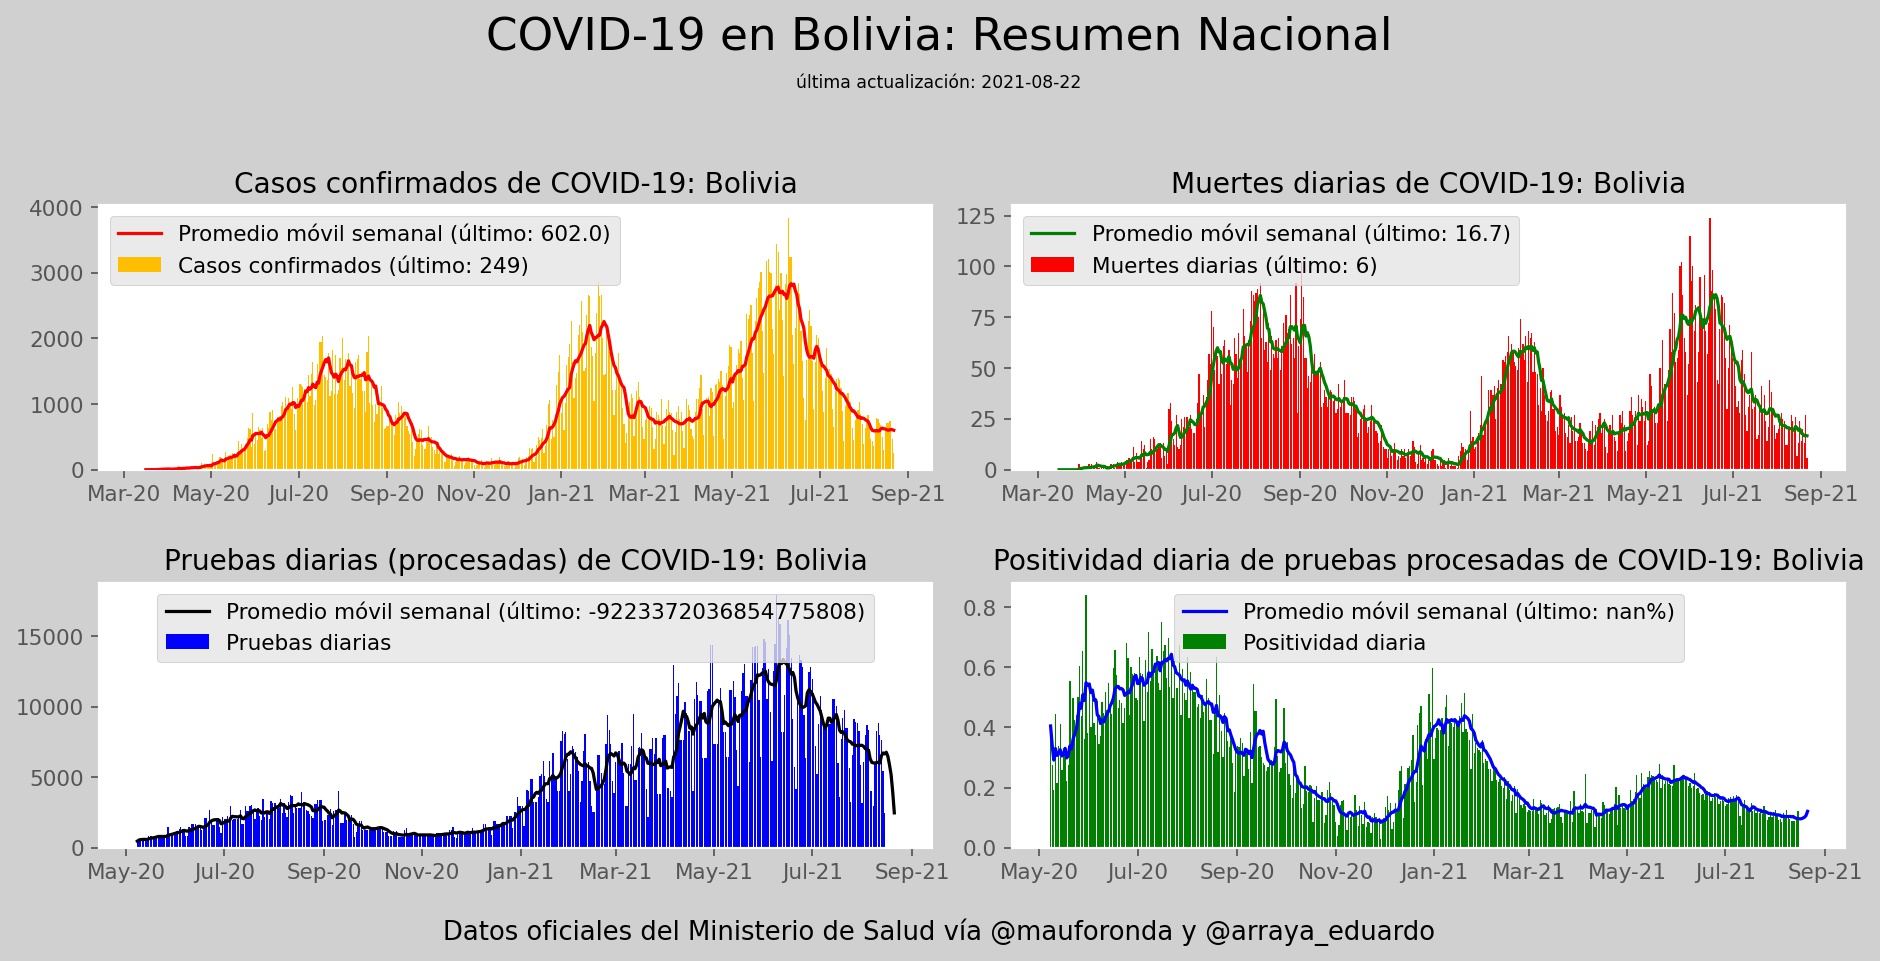 COVID-19 en Bolivia: Resumen Nacional
última actualización: 2021-08-22
Casos confirmados de COVID-19: Bolivia
4000
3000
2000
1000
0
Promedio móvil semanal (último: 602.0)
Casos confirmados (último: 249)
Mar-20 May-20 Jul-20 Sep-20 Nov-20 Jan-21 Mar-21 May-21 Jul-21 Sep-21
Muertes diarias de COVID-19: Bolivia
125
100
75
50
25
0
Promedio móvil semanal (último: 16.7)
Muertes diarias (último: 6)
Mar-20 May-20 Jul-20 Sep-20 Nov-20 Jan-21 Mar-21 May-21 Jul-21 Sep-21
Pruebas diarias (procesadas) de COVID-19: Bolivia
15000
10000
5000
0
Promedio móvil semanal (último: -9223372036854775808)
Pruebas diarias
May-20 Jul-20 Sep-20 Nov-20 Jan-21 Mar-21 May-21 Jul-21 Sep-21
Positividad diaria de pruebas procesadas de COVID-19: Bolivia
0.8
0.6
0.4
0.2
0.0
Promedio móvil semanal (último: nan%)
Positividad diaria
May-20 Jul-20 Sep-20 Nov-20 Jan-21 Mar-21 May-21 Jul-21 Sep-21
Datos oficiales del Ministerio de Salud vía @mauforonda y @arraya_eduardo